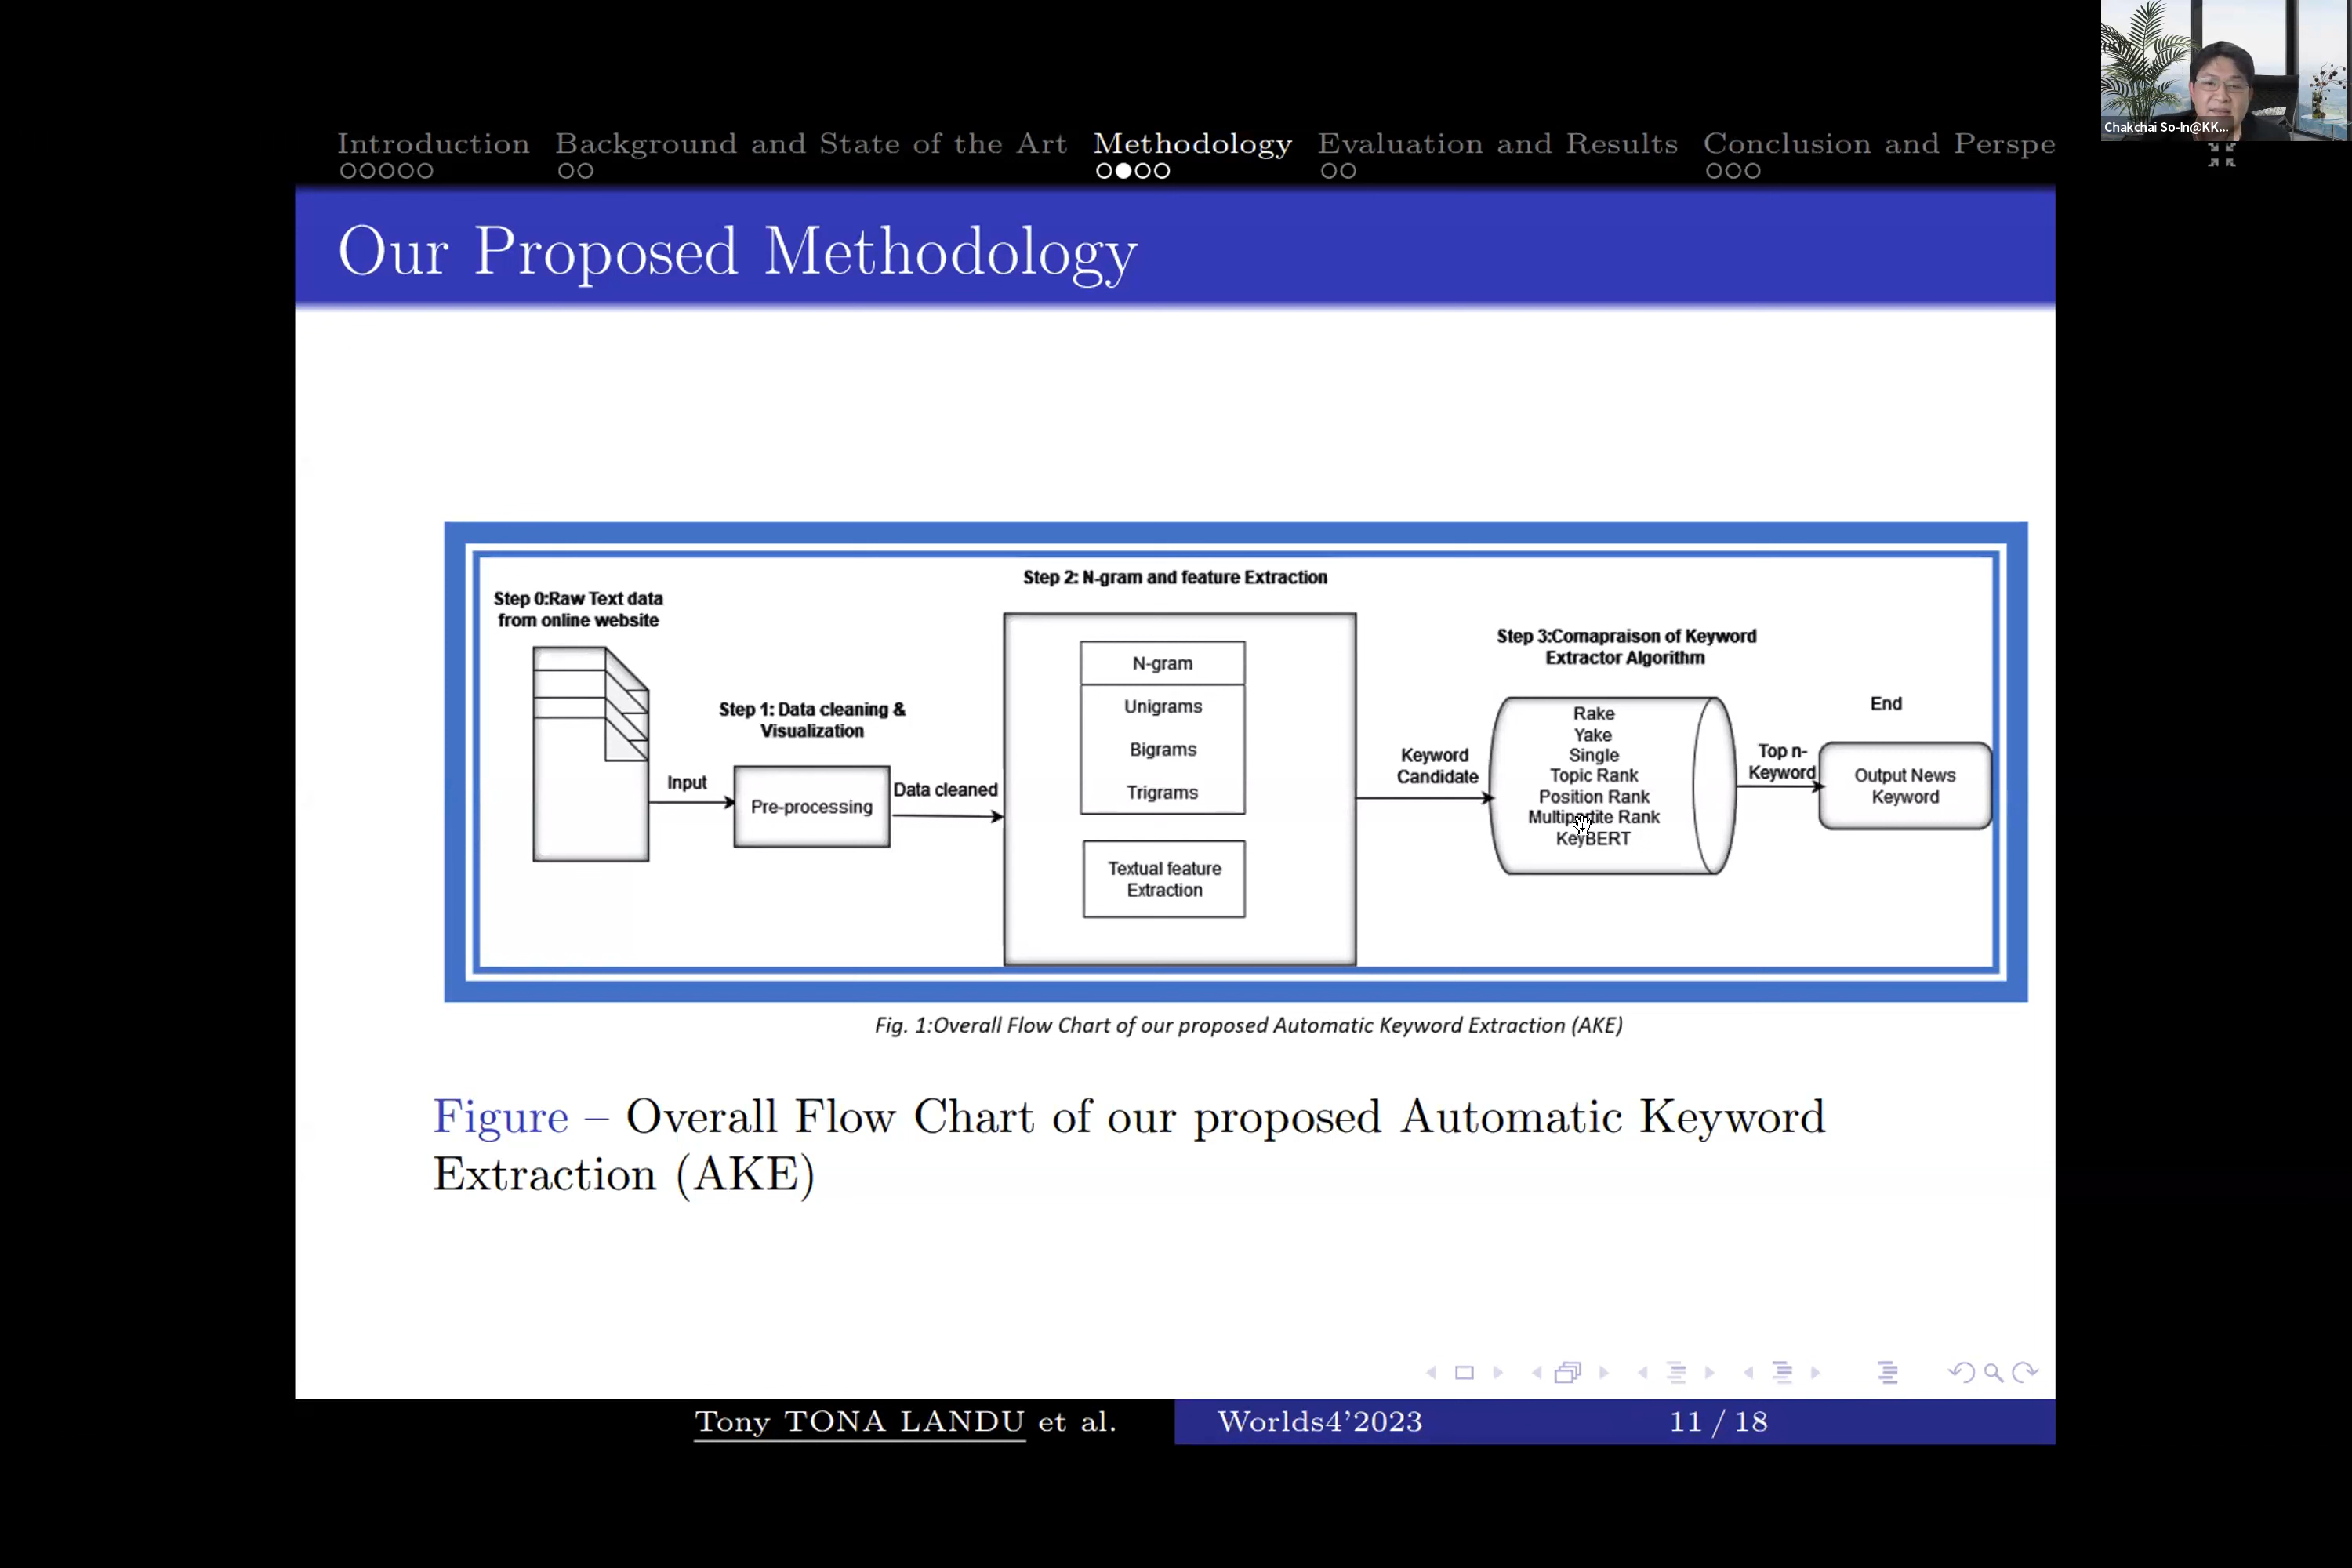 Chakchai So-In@KK...
Introduction Background and State of the Art Methodology Evaluation and Results Conclusion and Perspe
Our Proposed Methodology
Step 0:Raw Text data
from online website
Input
Step 1: Data cleaning &
Visualization
Pre-processing
Data cleaned
Step 2: N-gram and feature Extraction
N-gram
Unigrams
Bigrams
Trigrams
Textual feature
Extraction
Keyword
Candidate
Step 3:Comapraison of Keyword
Extractor Algorithm
Rake
Yake
Single
Topic Rank
Position Rank
Multipartite Rank
KeyBERT
Top n-
Keyword
End
Output News
Keyword
Fig. 1:Overall Flow Chart of our proposed Automatic Keyword Extraction (AKE)
Figure – Overall Flow Chart of our proposed Automatic Keyword
Extraction (AKE)
Tony TONA LANDU et al. Worlds4'2023 11 / 18